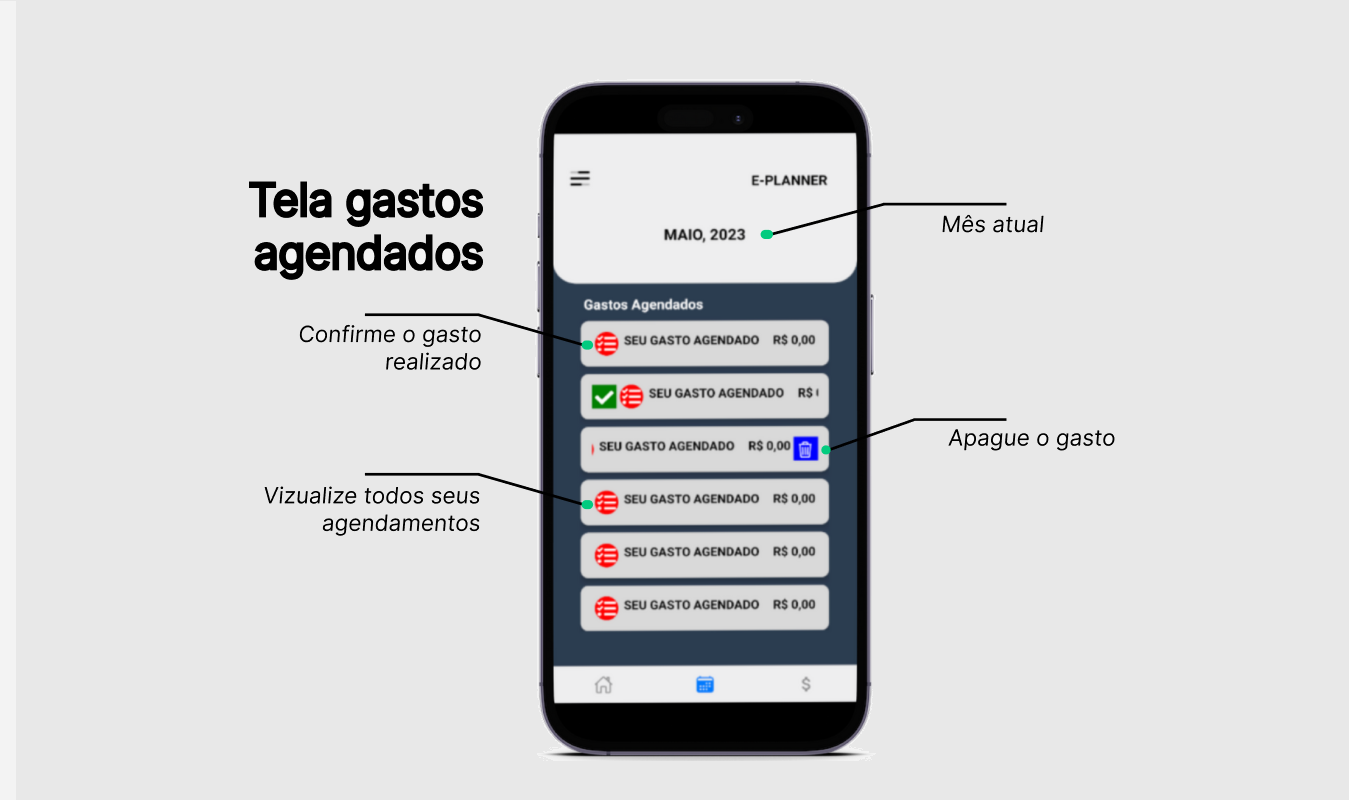 Tela gastos
agendados
Confirme o gasto
realizado
Vizualize todos seus
agendamentos
E-PLANNER
MAIO, 2023
Gastos Agendados
SEU GASTO AGENDADO R$ 0,00
SEU GASTO AGENDADO R$
SEU GASTO AGENDADO R$ 0,00
SEU GASTO AGENDADO R$ 0,00
SEU GASTO AGENDADO R$ 0,00
SEU GASTO AGENDADO R$ 0,00
$
Mês atual
Apague o gasto